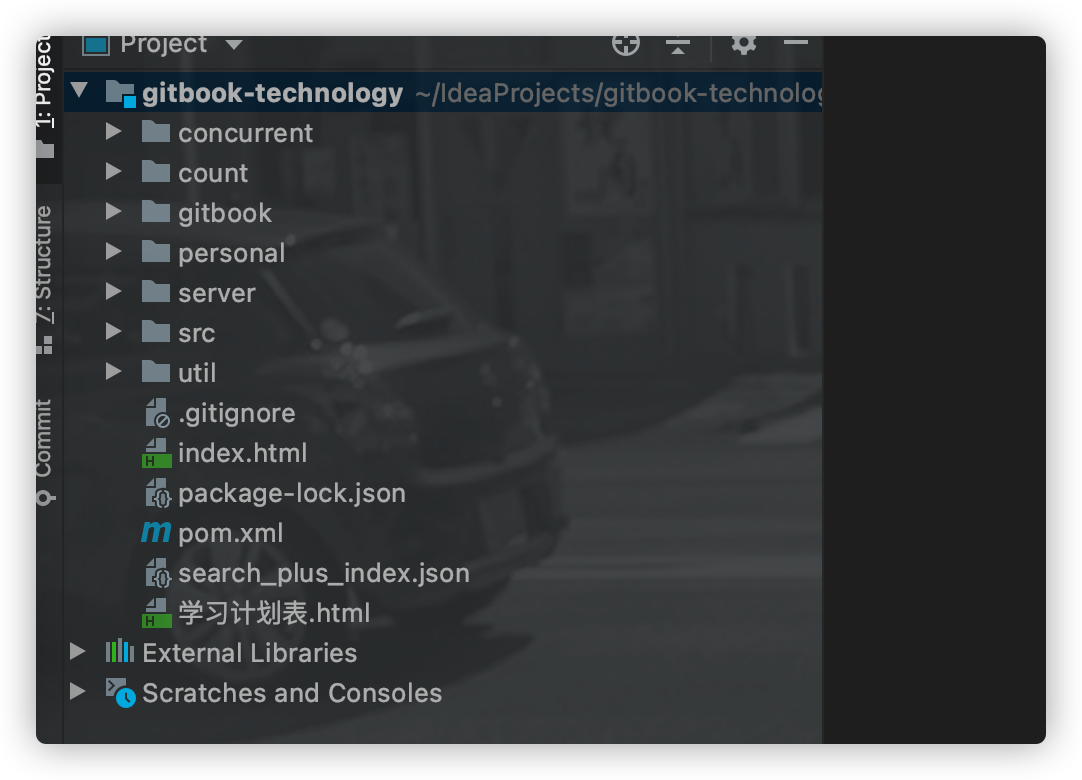 Project
1: Project
gitbook-technology ~/IdeaProjects/gitbook-technolog
concurrent
count
gitbook
personal
server
src
util
.gitignore
index.html
package-lock.json
pom.xml
search_plus_index.json
学习计划表.html
External Libraries
Scratches and Consoles
7: Structure
Commit